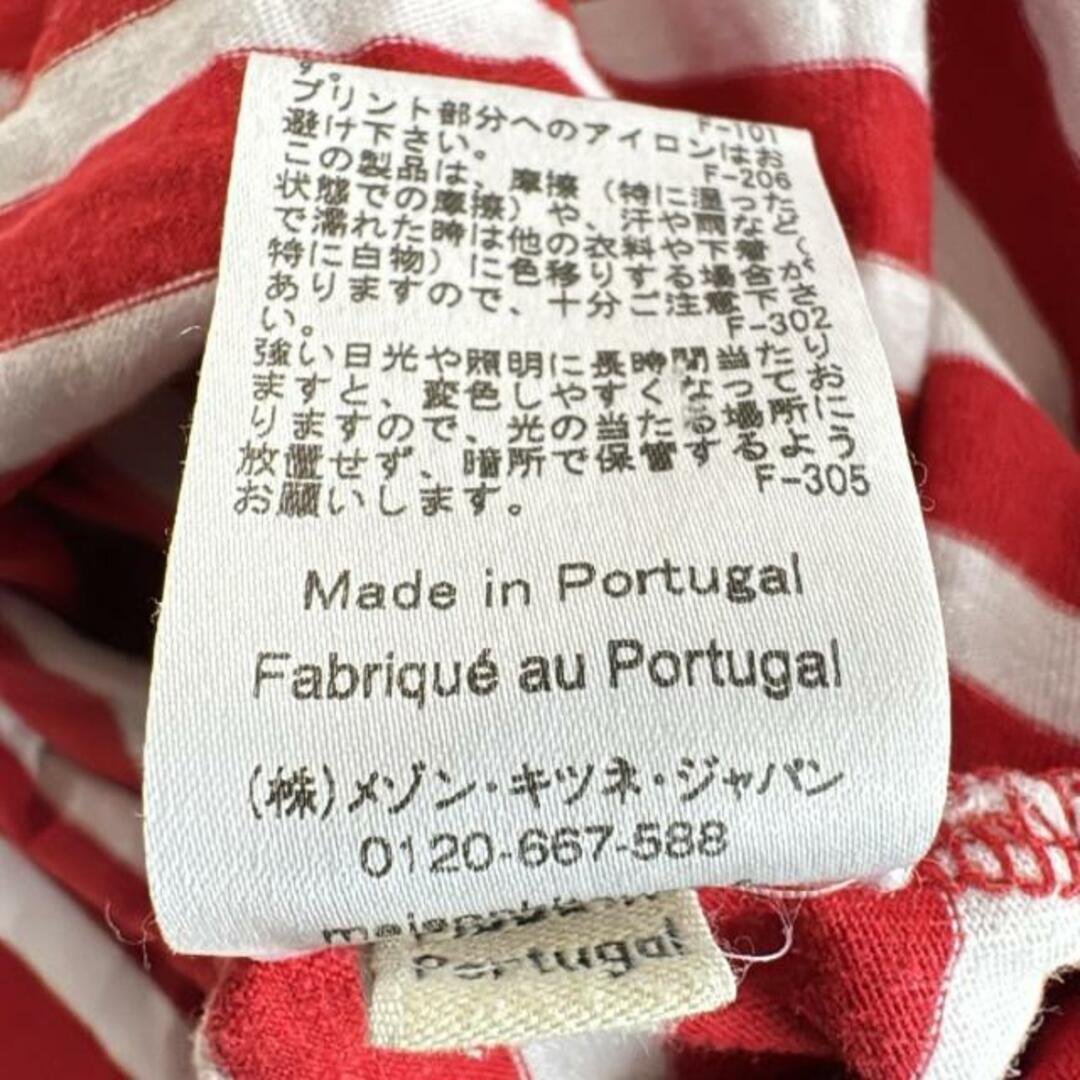 す。
F-101
プリント部分へのアイロンはお
避け下さい。
F-206
この製品は、摩擦(特に湿った
状態での摩擦)や、汗や雨など
で濡れた時は他の衣料や下着(
特に白物)に色移りする場合が
ありますので、十分ご注意下さ
い。
F-302
強い日光や照明に長時間当たり
ますと、変色しやすくなってお
りますので、光の当たる場所に
放置せず、暗所で保管するよう
お願いします。
F-305
Made in Portugal
Fabriqué au Portugal
(株)メゾン・キツネ・ジャパン
0120-667-588
Portugal